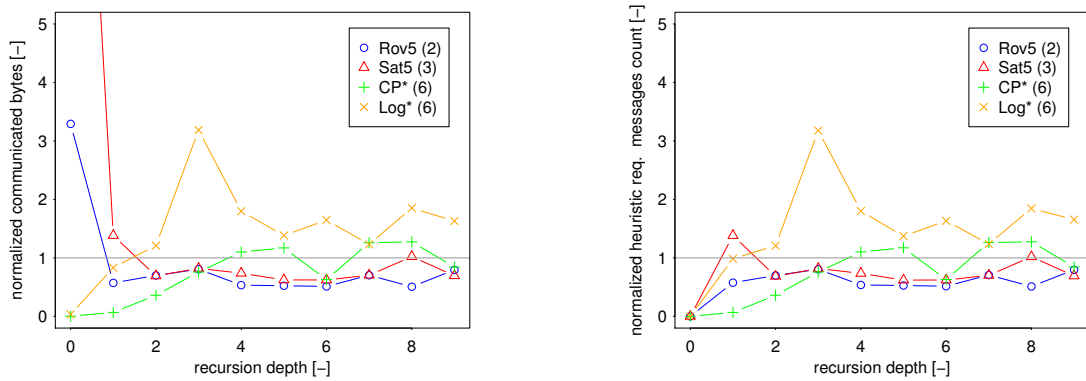 normalized communicated bytes [–]
5
4
3
2
1
0
Rov5 (2)
Sat5 (3)
CP* (6)
Log* (6)
0 2 4 6 8
recursion depth [–]
normalized heuristic req. messages count [–]
5
4
3
2
1
0
Rov5 (2)
Sat5 (3)
CP* (6)
Log* (6)
0 2 4 6 8
recursion depth [–]